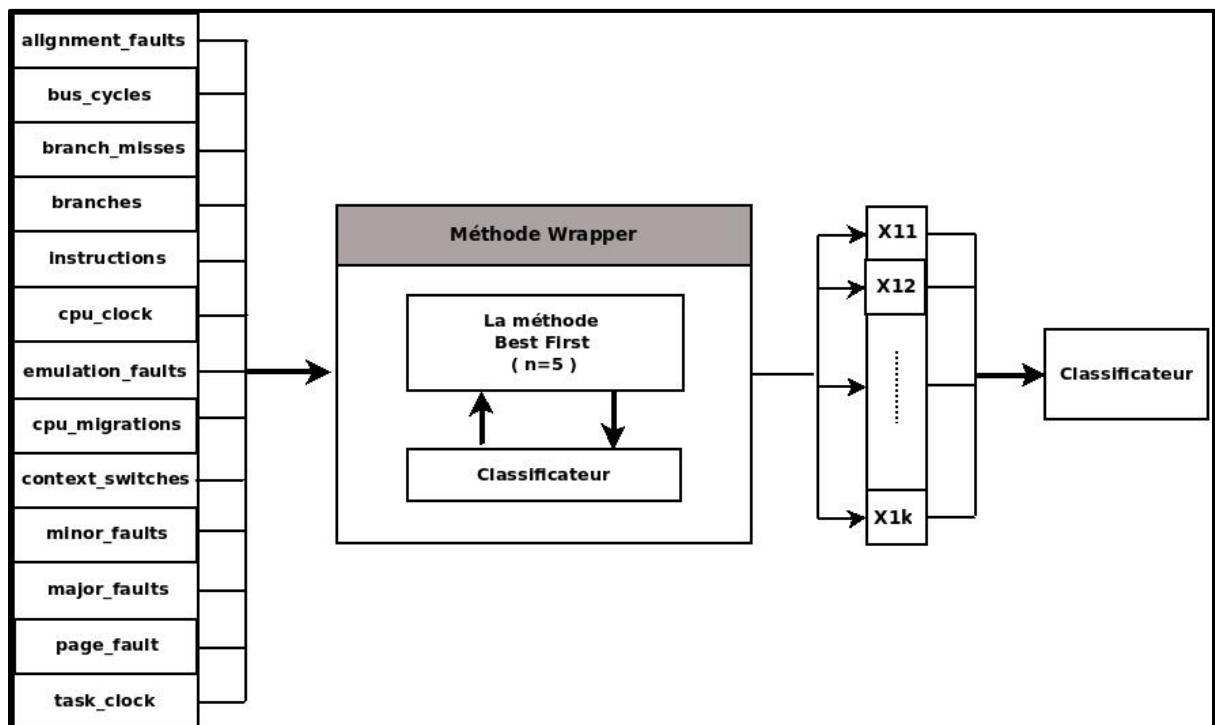 alignment_faults
bus_cycles
branch_misses
branches
instructions
cpu_clock
emulation_faults
cpu_migrations
context_switches
minor_faults
major_faults
page_fault
task_clock
Méthode Wrapper
La méthode
Best First
( n=5 )
Classificateur
X11
X12
X1k
Classificateur